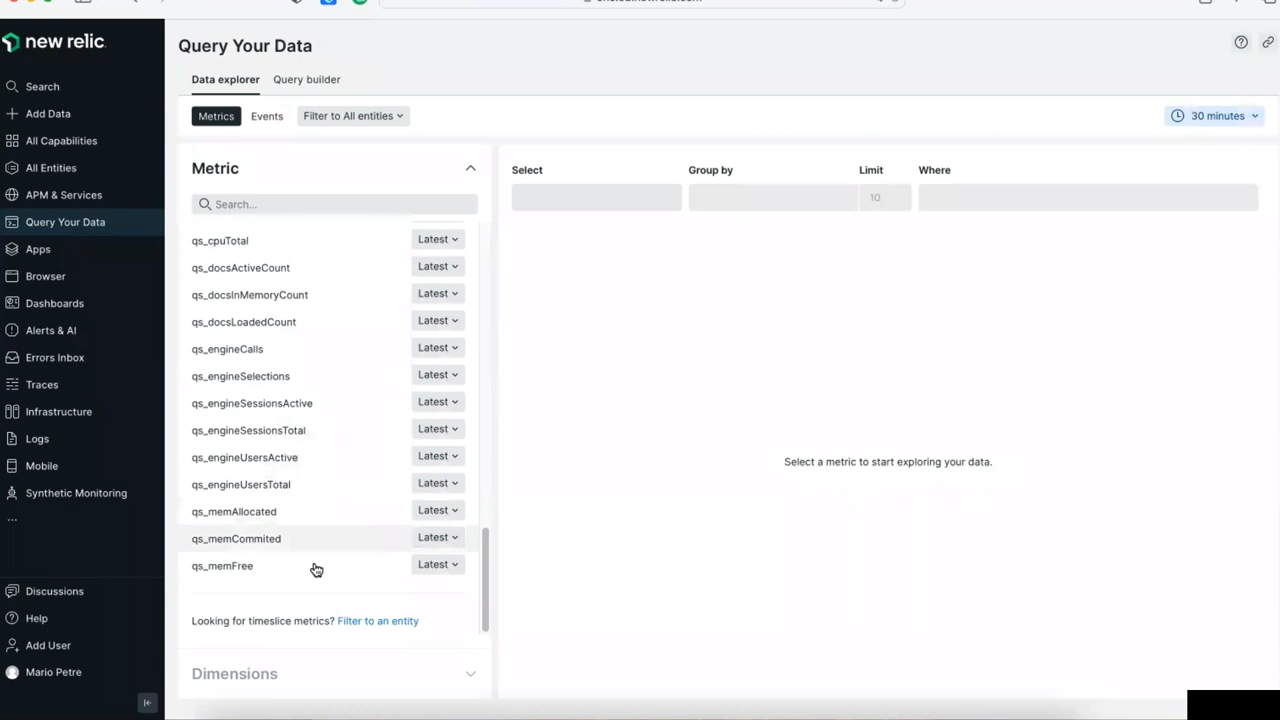 new relic.
Query Your Data
Search
Data explorer
Query builder
Add Data
Metrics
Events
Filter to All entities
30 minutes
All Capabilities
All Entities
Metric
Select
Group by
Limit
Where
APM & Services
Search...
10
Query Your Data
qs_cpuTotal
Latest
Apps
qs_docsActiveCount
Latest
Browser
qs_docsInMemoryCount
Latest
Dashboards
qs_docsLoadedCount
Latest
Alerts & AI
qs_engineCalls
Latest
Errors Inbox
qs_engineSelections
Latest
Traces
qs_engineSessionsActive
Latest
Infrastructure
qs_engineSessionsTotal
Latest
Logs
qs_engineUsersActive
Latest
Select a metric to start exploring your data.
Mobile
qs_engineUsersTotal
Latest
Synthetic Monitoring
qs_memAllocated
Latest
...
qs_memCommited
Latest
qs_memFree
Latest
Discussions
Looking for timeslice metrics? Filter to an entity
Help
Add User
Mario Petre
Dimensions